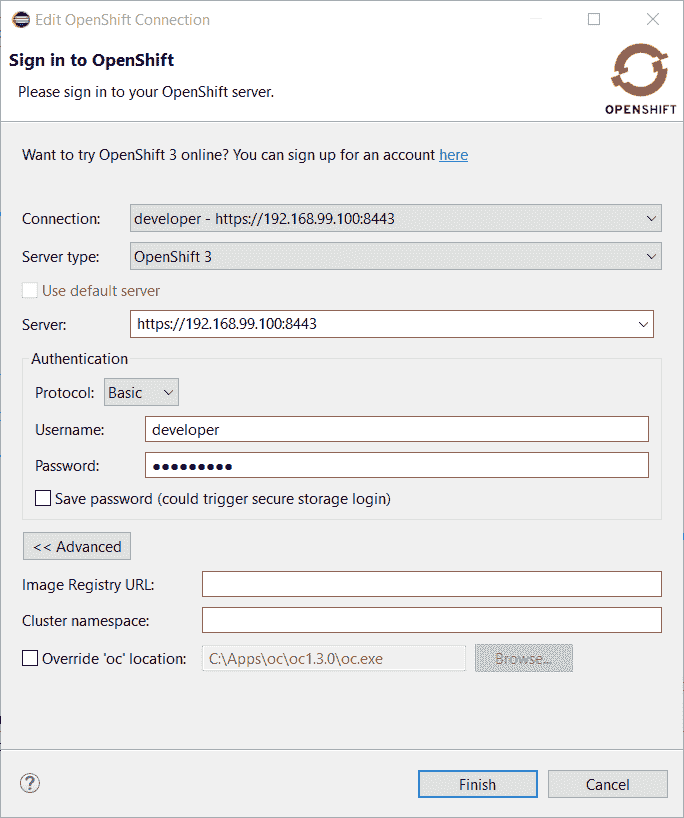 Edit OpenShift Connection
Sign in to OpenShift
Please sign in to your OpenShift server.
OPENSHIFT
Want to try OpenShift 3 online? You can sign up for an account here
Connection: developer - https://192.168.99.100:8443
Server type: OpenShift 3
Use default server
Server: https://192.168.99.100:8443
Authentication
Protocol: Basic
Username: developer
Password: ●●●●●●●●●
Save password (could trigger secure storage login)
<< Advanced
Image Registry URL:
Cluster namespace:
Override 'oc' location: C:\Apps\oc\oc1.3.0\oc.exe Browse...
? Finish Cancel